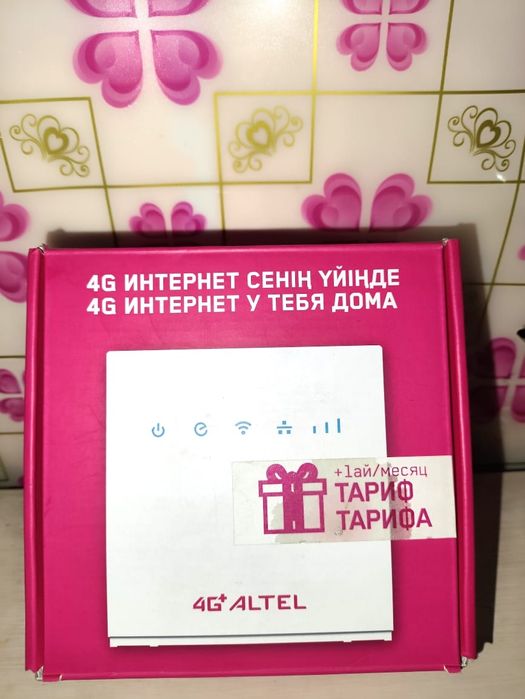 4G ИНТЕРНЕТ СЕНІҢ ҮЙІҢДЕ
4G ИНТЕРНЕТ У ТЕБЯ ДОМА
+1ай/месяц
ТАРИФ
ТАРИФА
4G+ ALTEL